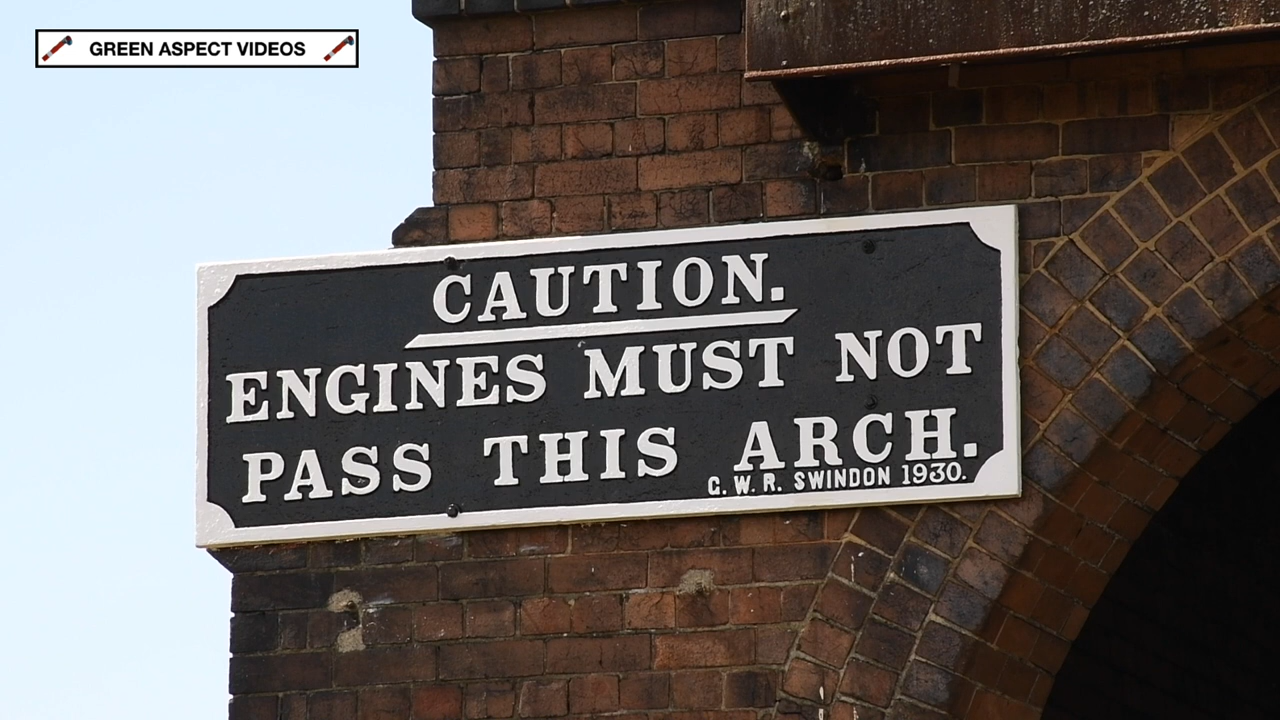 GREEN ASPECT VIDEOS
CAUTION.
ENGINES MUST NOT
PASS THIS ARCH.
G.W.R. SWINDON 1930.